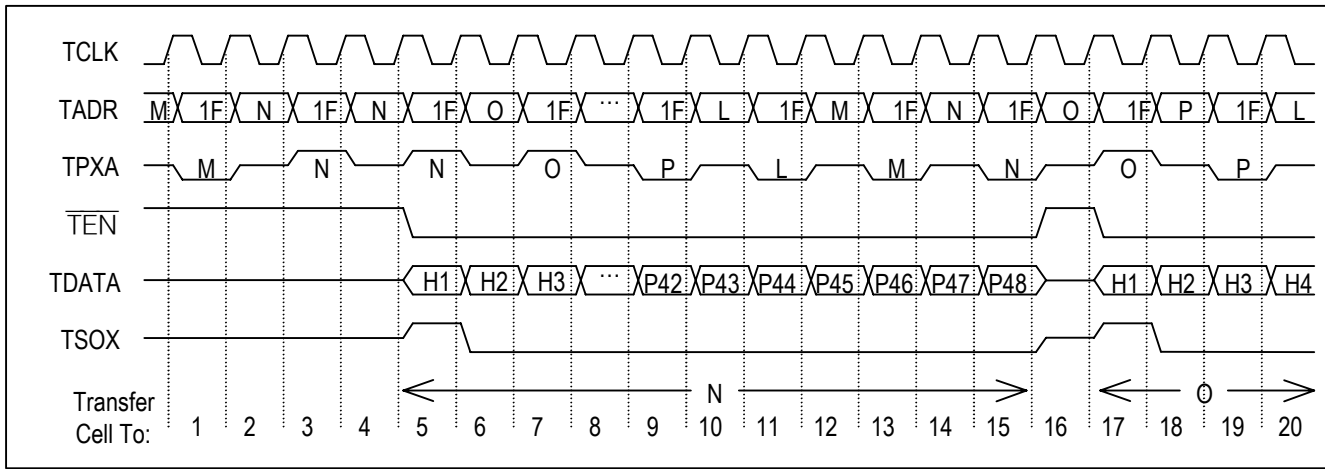 TCLK
TADR M 1F N 1F N 1F O 1F ... 1F L 1F M 1F N 1F O 1F P 1F L
TPXA M N N O P L M N O P
TEN
TDATA H1 H2 H3 ... P42 P43 P44 P45 P46 P47 P48 H1 H2 H3 H4
TSOX
Transfer N O
Cell To: 1 2 3 4 5 6 7 8 9 10 11 12 13 14 15 16 17 18 19 20